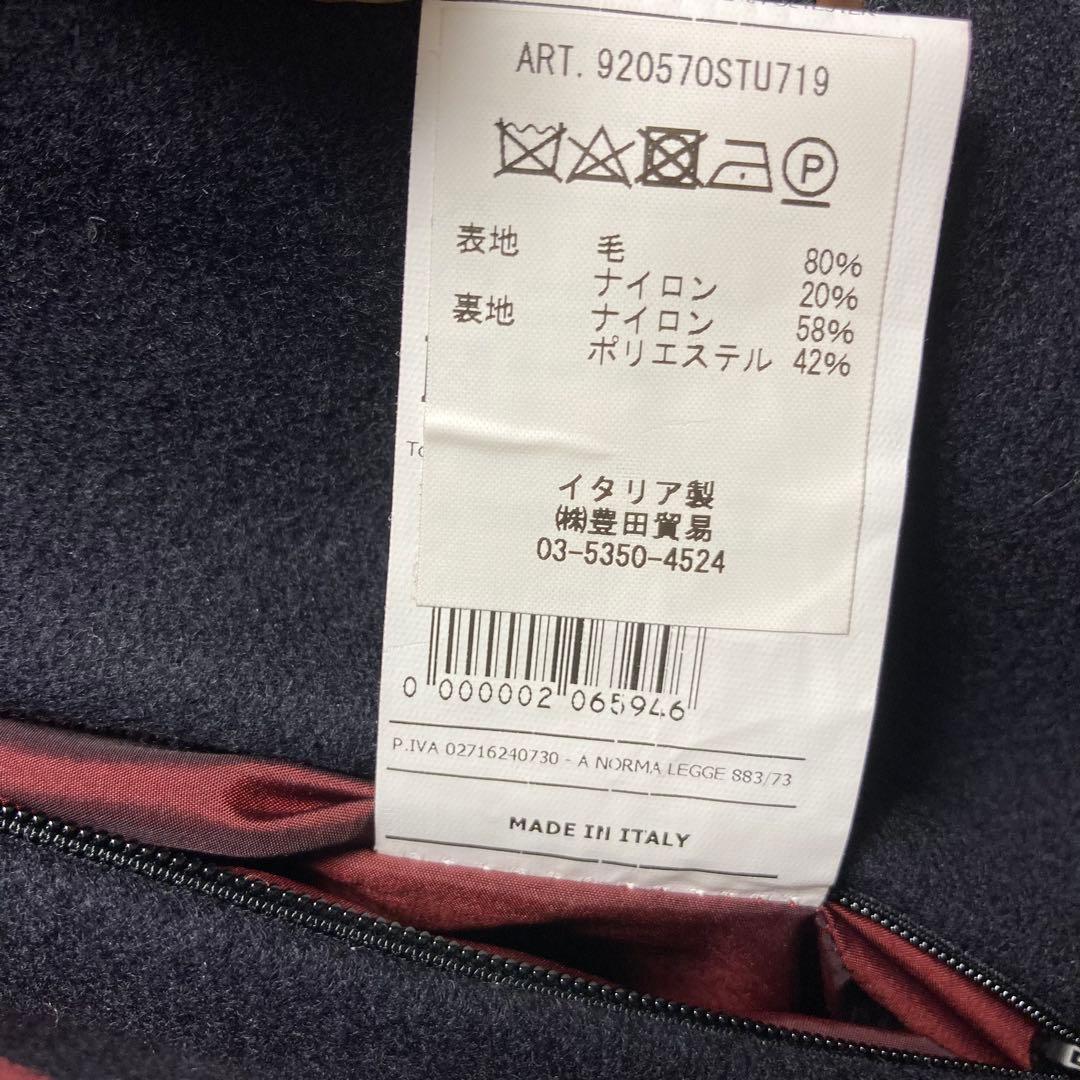 ART. 920570STU719
P
表地 毛 80%
ナイロン 20%
裏地 ナイロン 58%
ポリエステル 42%
イタリア製
㈱豊田貿易
03-5350-4524
0 000002 065946
P.IVA 02716240730 - A NORMA LEGGE 883/73
MADE IN ITALY